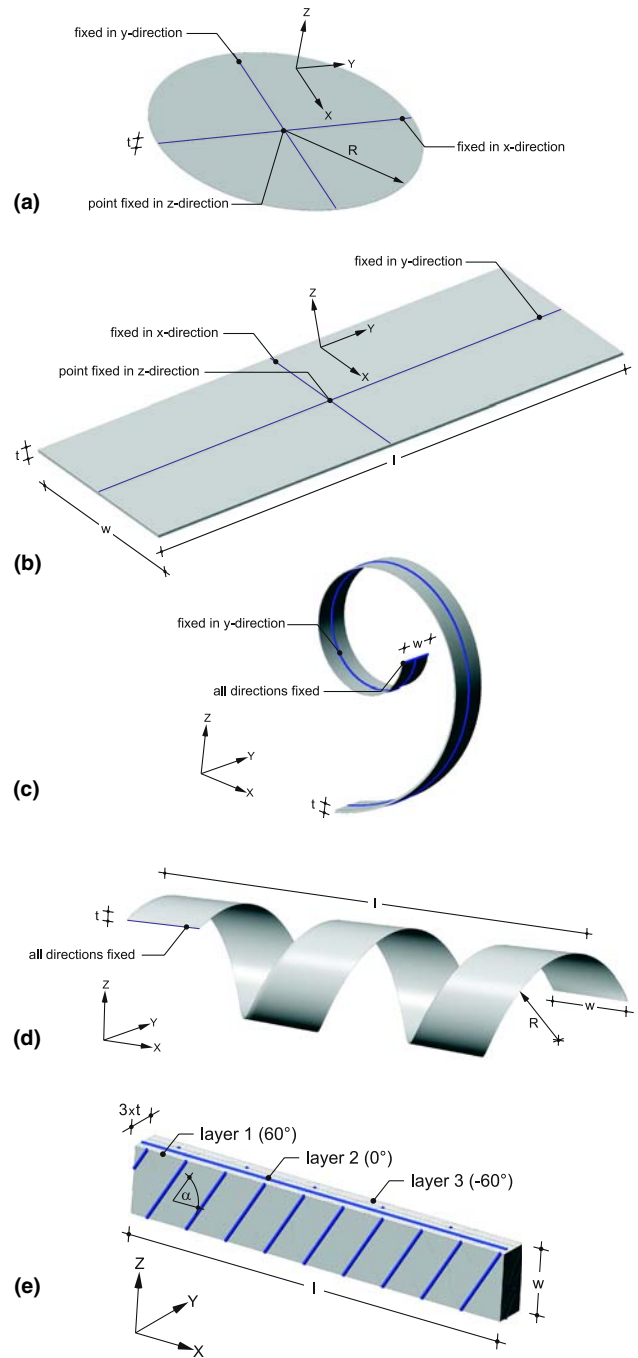 Z
fixed in y-direction
Y
X
t
fixed in x-direction
R
(a)
point fixed in z-direction
fixed in y-direction
Z
fixed in x-direction
Y
point fixed in z-direction
X
t
l
w
(b)
fixed in y-direction
w
all directions fixed
Z
Y
X
t
(c)
l
t
all directions fixed
Z
Y
X
R
w
(d)
3xt
layer 1 (60°)
layer 2 (0°)
layer 3 (-60°)
α
Z
Y
X
l
w
(e)